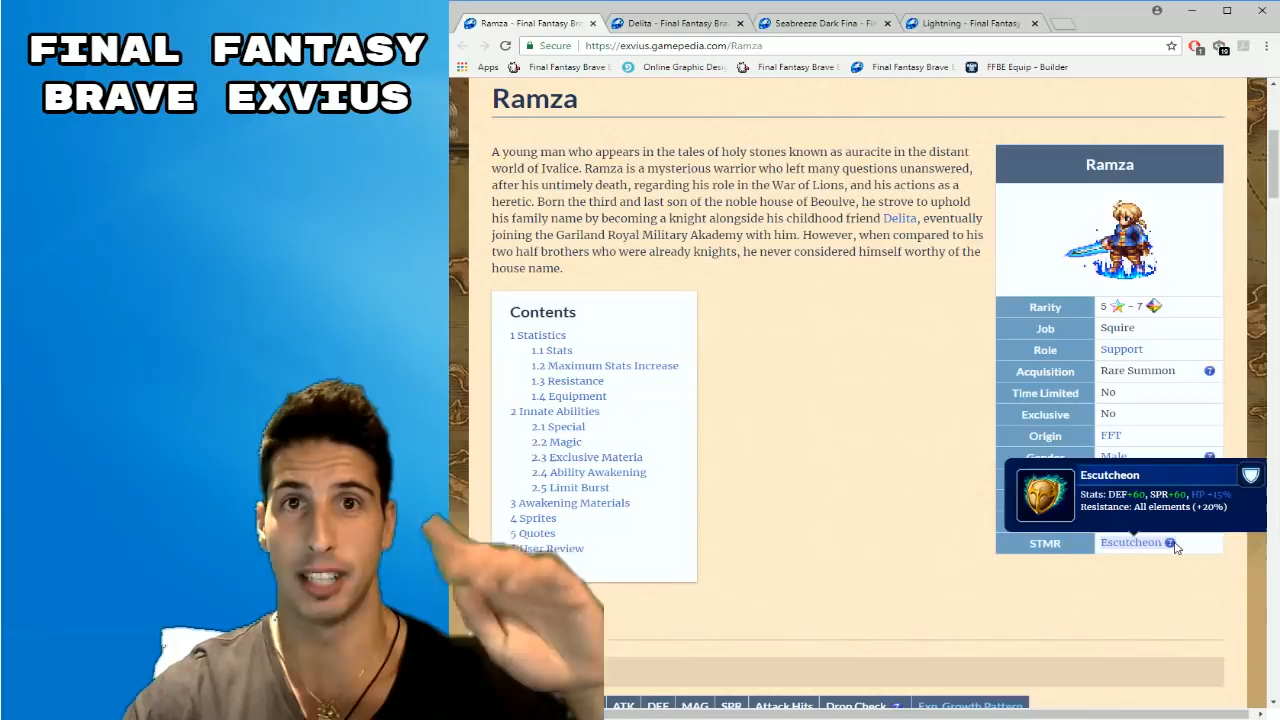 FINAL FANTASY
BRAVE EXVIUS
Ramza - Final Fantasy Bra
Delita - Final Fantasy Brav
Seabreeze Dark Fina - Fin
Lightning - Final Fantasy
Secure
https://exvius.gamepedia.com/Ramza
Apps
Final Fantasy Brave E
Online Graphic Desi
Final Fantasy Brave E
Final Fantasy Brave E
FFBE Equip - Builder
Ramza
A young man who appears in the tales of holy stones known as auracite in the distant
world of Ivalice. Ramza is a mysterious warrior who left many questions unanswered,
after his untimely death, regarding his role in the War of Lions, and his actions as a
heretic. Born the third and last son of the noble house of Beoulve, he strove to uphold
his family name by becoming a knight alongside his childhood friend Delita, eventually
joining the Gariland Royal Military Akademy with him. However, when compared to his
two half brothers who were already knights, he never considered himself worthy of the
house name.
Contents
1 Statistics
1.1 Stats
1.2 Maximum Stats Increase
1.3 Resistance
1.4 Equipment
2 Innate Abilities
2.1 Special
2.2 Magic
2.3 Exclusive Materia
2.4 Ability Awakening
2.5 Limit Burst
3 Awakening Materials
4 Sprites
5 Quotes
User Review
Ramza
Rarity 5 - 7
Job Squire
Role Support
Acquisition Rare Summon ?
Time Limited No
Exclusive No
Origin FFT
Gender Male ?
Escutcheon
Stats: DEF+60, SPR+60, HP +15%
Resistance: All elements (+20%)
STMR Escutcheon ?
ATK DEF MAG SPR Attack Hits Drop Check ? Exp. Growth Pattern